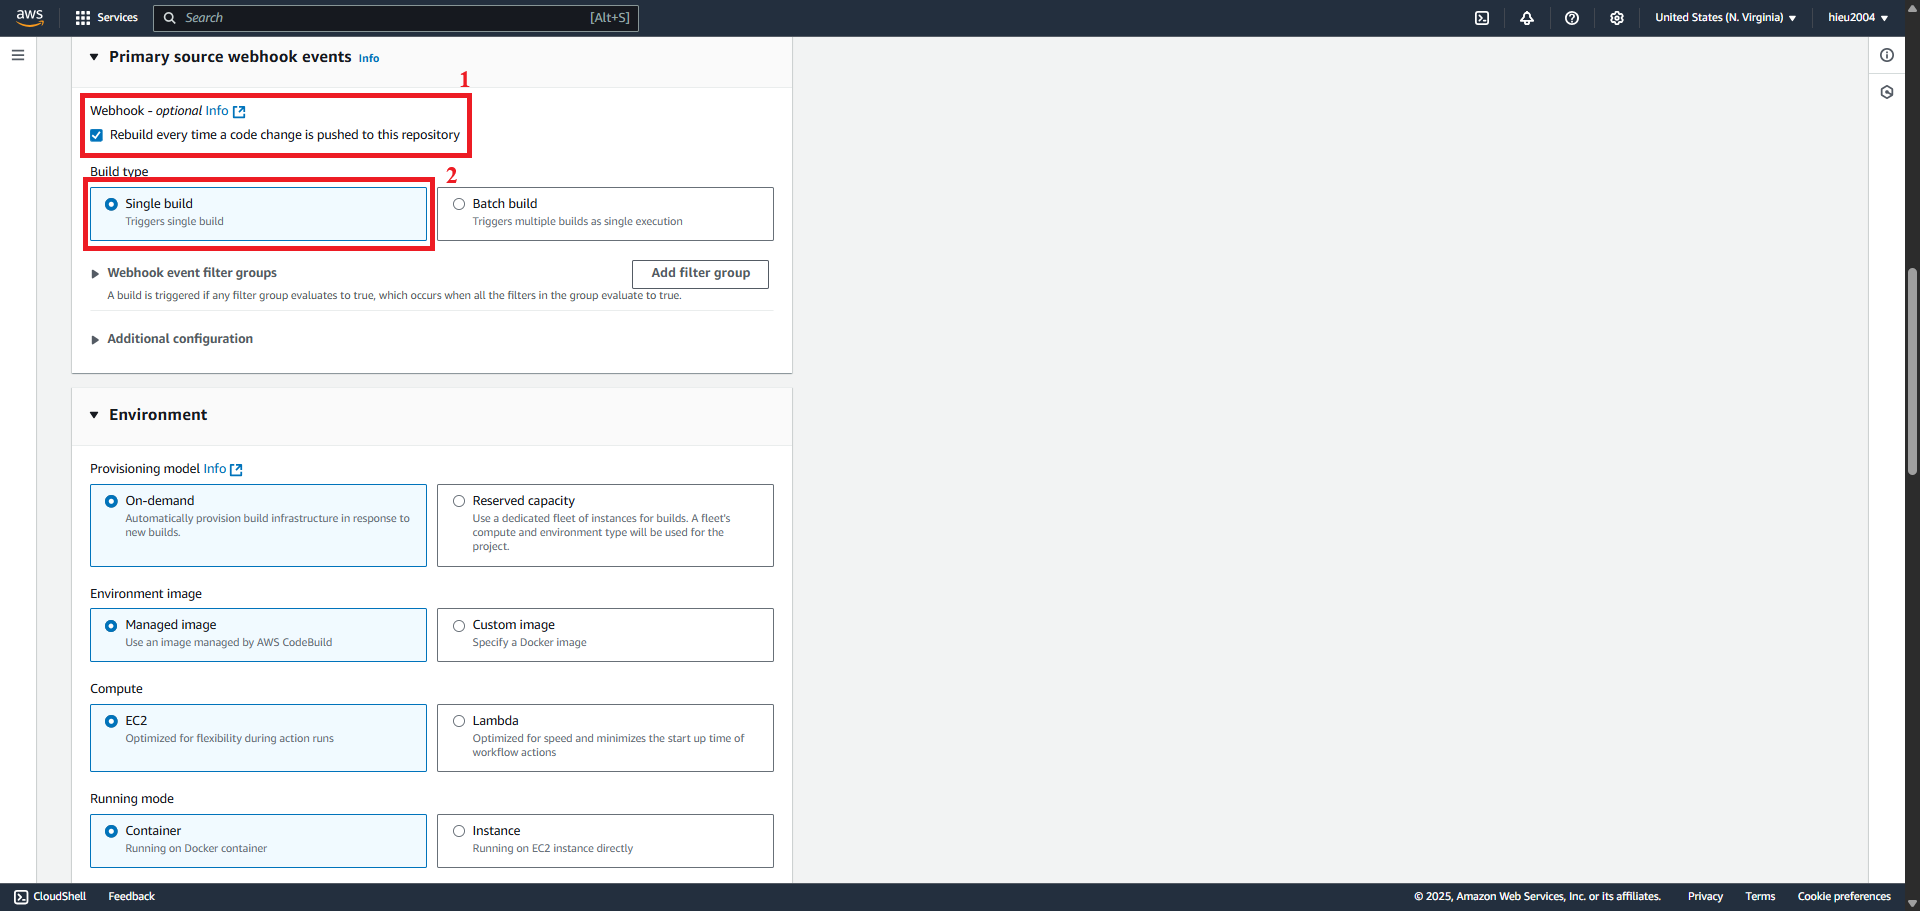 aws
Services
Search
[Alt+S]
United States (N. Virginia)
hieu2004
Primary source webhook events Info
1
Webhook - optional Info
Rebuild every time a code change is pushed to this repository
Build type
2
Single build
Triggers single build
Batch build
Triggers multiple builds as single execution
Webhook event filter groups
Add filter group
A build is triggered if any filter group evaluates to true, which occurs when all the filters in the group evaluate to true.
Additional configuration
Environment
Provisioning model Info
On-demand
Automatically provision build infrastructure in response to
new builds.
Reserved capacity
Use a dedicated fleet of instances for builds. A fleet's
compute and environment type will be used for the
project.
Environment image
Managed image
Use an image managed by AWS CodeBuild
Custom image
Specify a Docker image
Compute
EC2
Optimized for flexibility during action runs
Lambda
Optimized for speed and minimizes the start up time of
workflow actions
Running mode
Container
Running on Docker container
Instance
Running on EC2 instance directly
CloudShell
Feedback
© 2025, Amazon Web Services, Inc. or its affiliates.
Privacy
Terms
Cookie preferences